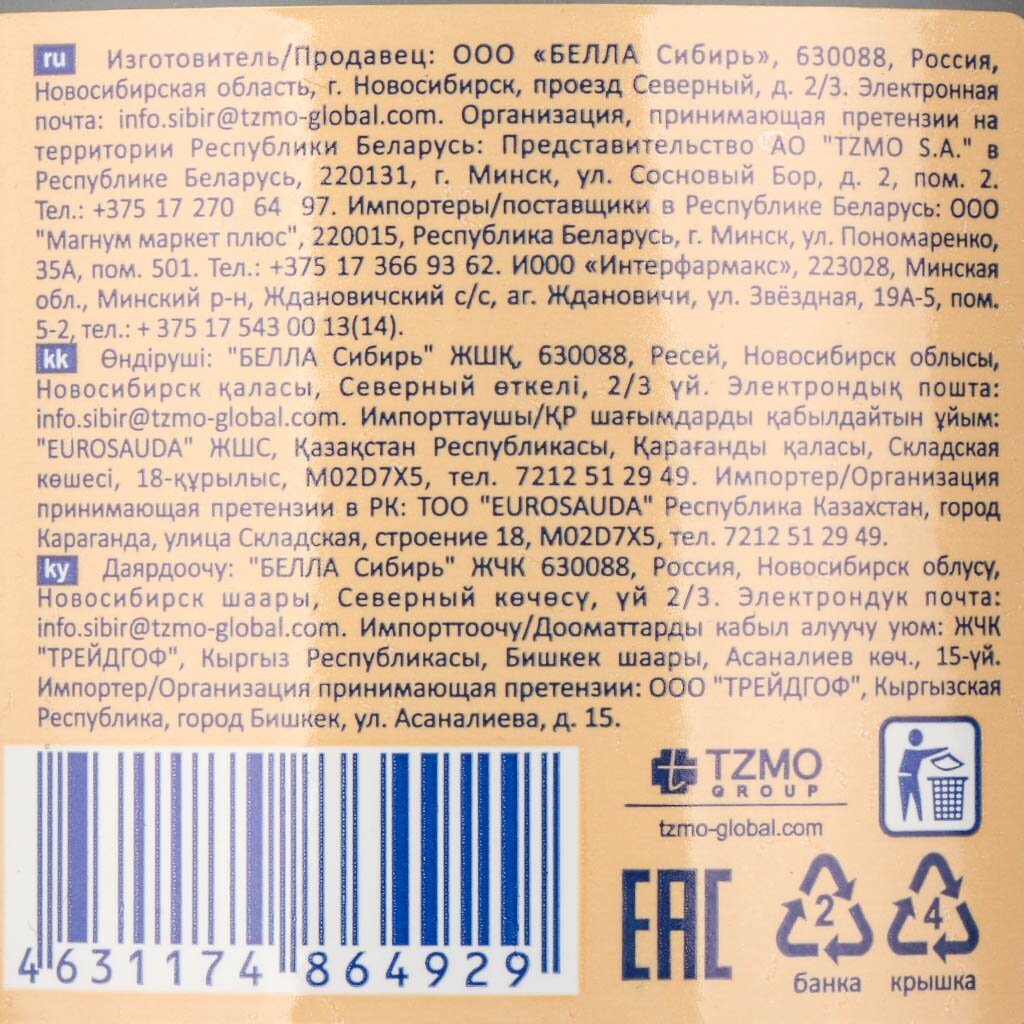 ru Изготовитель/Продавец: ООО «БЕЛЛА Сибирь», 630088, Россия,
Новосибирская область, г. Новосибирск, проезд Северный, д. 2/3. Электронная
почта: info.sibir@tzmo-global.com. Организация, принимающая претензии на
территории Республики Беларусь: Представительство АО "TZMO S.A." в
Республике Беларусь, 220131, г. Минск, ул. Сосновый Бор, д. 2, пом. 2.
Тел.: +375 17 270 64 97. Импортеры/поставщики в Республике Беларусь: ООО
"Магнум маркет плюс", 220015, Республика Беларусь, г. Минск, ул. Пономаренко,
35А, пом. 501. Тел.: +375 17 366 93 62. ИООО «Интерфармакс», 223028, Минская
обл., Минский р-н, Ждановичский с/с, аг. Ждановичи, ул. Звёздная, 19А-5, пом.
5-2, тел.: + 375 17 543 00 13(14).
kk Өндіруші: "БЕЛЛА Сибирь" ЖШҚ, 630088, Ресей, Новосибирск облысы,
Новосибирск қаласы, Северный өткелі, 2/3 үй. Электрондық пошта:
info.sibir@tzmo-global.com. Импорттаушы/ҚР шағымдарды қабылдайтын ұйым:
"EUROSAUDA" ЖШС, Қазақстан Республикасы, Қарағанды қаласы, Складская
көшесі, 18-құрылыс, M02D7X5, тел. 7212 51 29 49. Импортер/Организация
принимающая претензии в РК: ТОО "EUROSAUDA" Республика Казахстан, город
Караганда, улица Складская, строение 18, M02D7X5, тел. 7212 51 29 49.
ky Даярдоочу: "БЕЛЛА Сибирь" ЖЧК 630088, Россия, Новосибирск облусу,
Новосибирск шаары, Северный көчөсү, үй 2/3. Электрондук почта:
info.sibir@tzmo-global.com. Импорттоочу/Дооматтарды кабыл алуучу уюм: ЖЧК
"ТРЕЙДГОФ", Кыргыз Республикасы, Бишкек шаары, Асаналиев көч., 15-үй.
Импортер/Организация принимающая претензии: ООО "ТРЕЙДГОФ", Кыргызская
Республика, город Бишкек, ул. Асаналиева, д. 15.
TZMO
GROUP
tzmo-global.com
EAC
2
4
банка
крышка
4 631174 864929